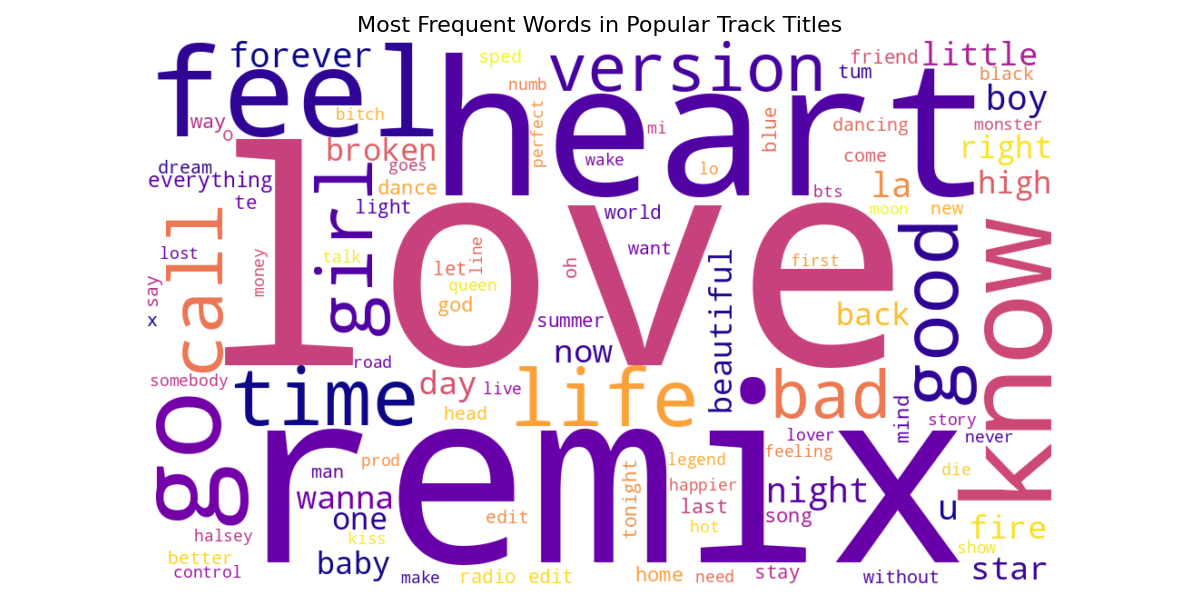 Most Frequent Words in Popular Track Titles
forever
sped
version
friend
little
feel
heart
numb
tum
black
boy
bitch
perfect
blue
way
o
mi
dancing
monster
broken
wake
come
right
goes
dream
everything
girl
dance
lo
la
high
bts
te
light
world
moon
new
love
call
lost
talk
want
good
know
money
let
line
oh
first
queen
say
god
beautiful
back
x
summer
now
road
somebody
time
day
live
life
bad
head
mind
story
go
remix
lover
never
feeling
man
prod
legend
die
wanna
tonight
happier
night
one
edit
last
song
u
hot
fire
halsey
kiss
show
better
baby
control
make
radio edit
home
need
stay
without
star